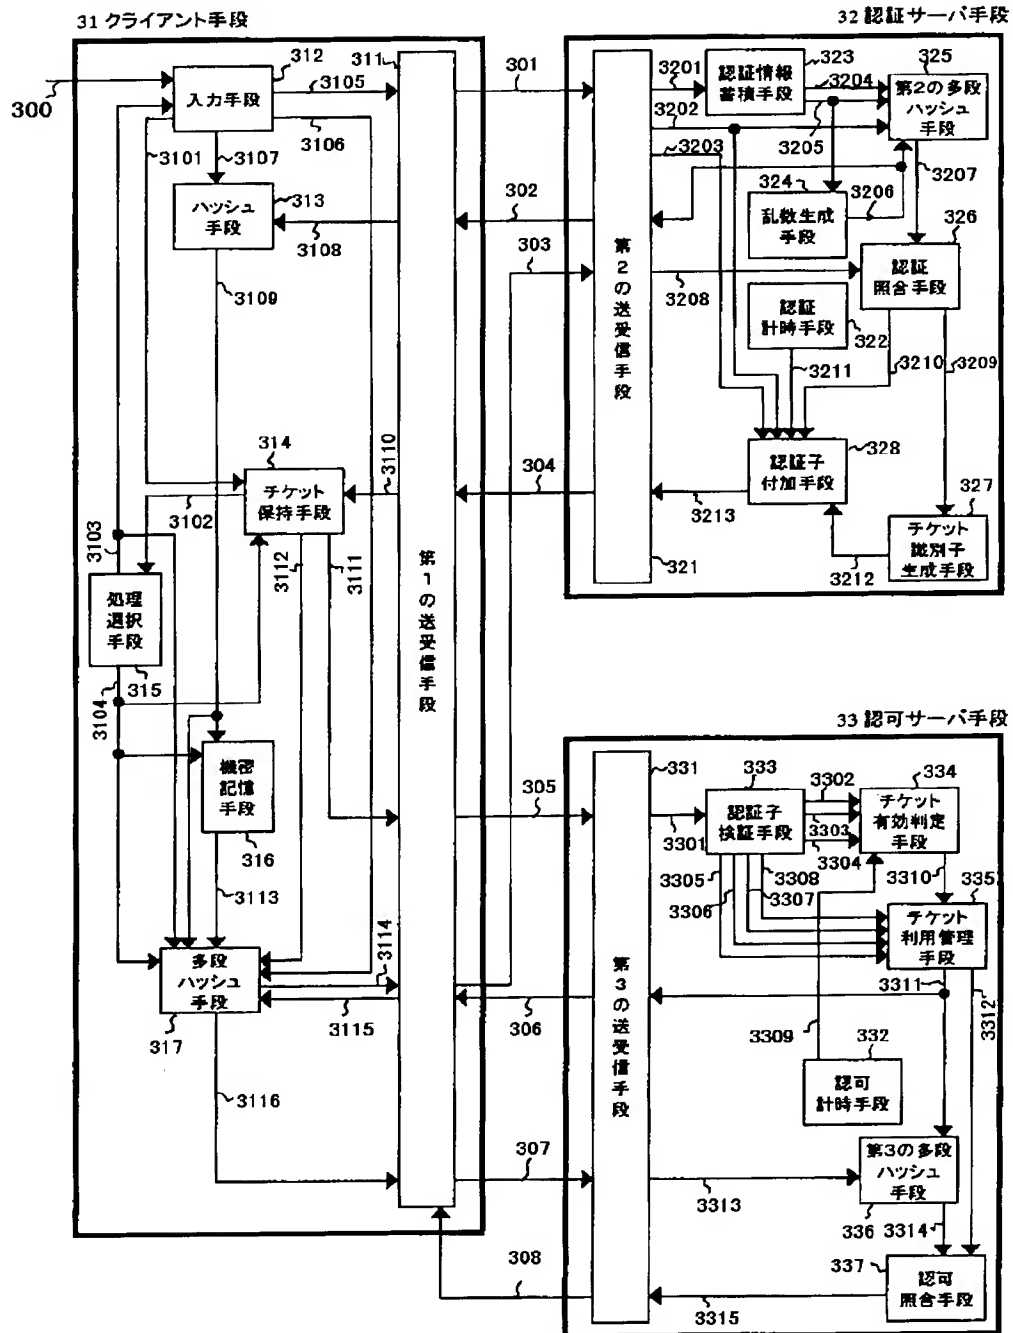 31 クライアント手段
300
312
入力手段
3105
3106
3101
3107
313
ハッシュ
手段
3108
3109
311
第1の送受信手段
314
チケット
保持手段
3110
3102
3103
3112
3111
処理
選択
手段
315
3104
機密
記憶
手段
316
3113
3114
多段
ハッシュ
手段
317
3115
3116
301
302
303
304
305
306
307
308
32 認証サーバ手段
第2の送受信手段
321
3201
3202
3203
323
認証情報
蓄積手段
3204
3205
325
第2の多段
ハッシュ
手段
3207
324
乱数生成
手段
3206
326
認証
照合手段
3208
認証
計時手段
322
3211
3210
3209
328
認証子
付加手段
3213
327
チケット
識別子
生成手段
3212
33 認可サーバ手段
第3の送受信手段
331
3301
333
認証子
検証手段
3302
3303
3304
334
チケット
有効判定
手段
3305
3306
3308
3307
3310
335
チケット
利用管理
手段
3311
3312
3309
332
認可
計時手段
第3の多段
ハッシュ
手段
3313
336
3314
337
認可
照合手段
3315